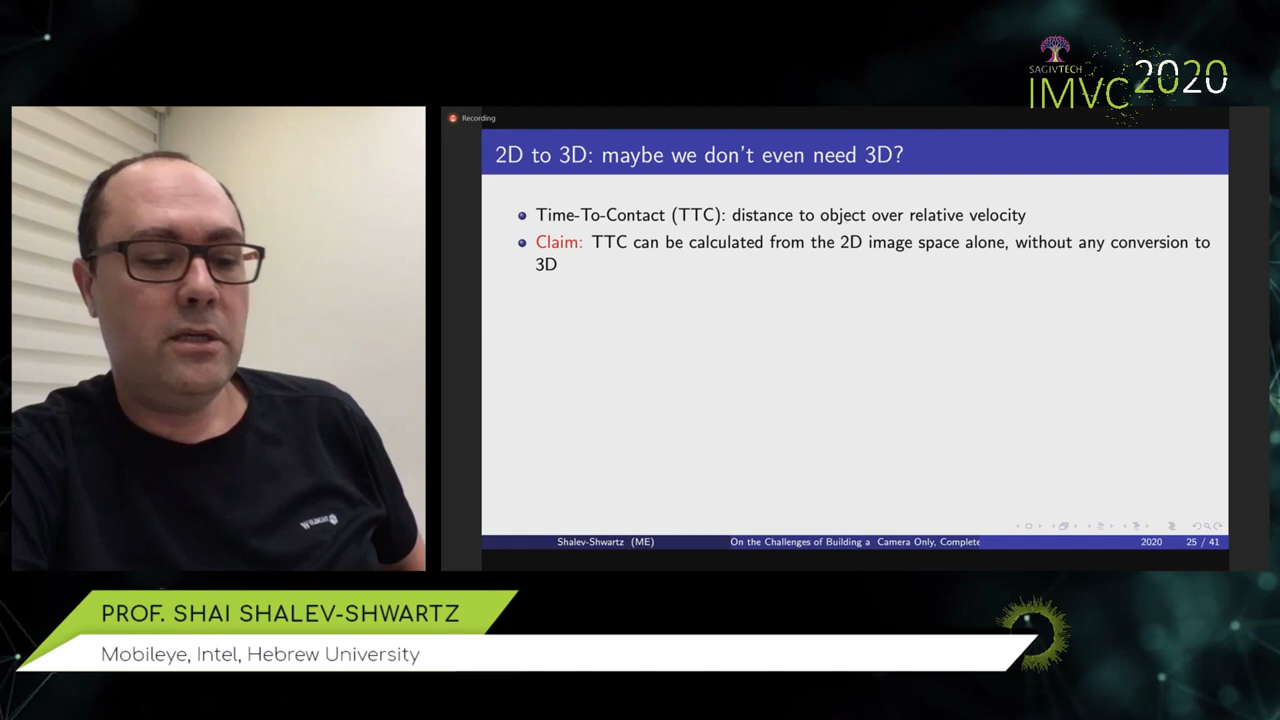 SAGIVTECH
IMVC 2020
Recording
2D to 3D: maybe we don't even need 3D?
Time-To-Contact (TTC): distance to object over relative velocity
Claim: TTC can be calculated from the 2D image space alone, without any conversion to
3D
Shalev-Shwartz (ME) On the Challenges of Building a Camera Only, Complete 2020 25 / 41
PROF. SHAI SHALEV-SHWARTZ
Mobileye, Intel, Hebrew University